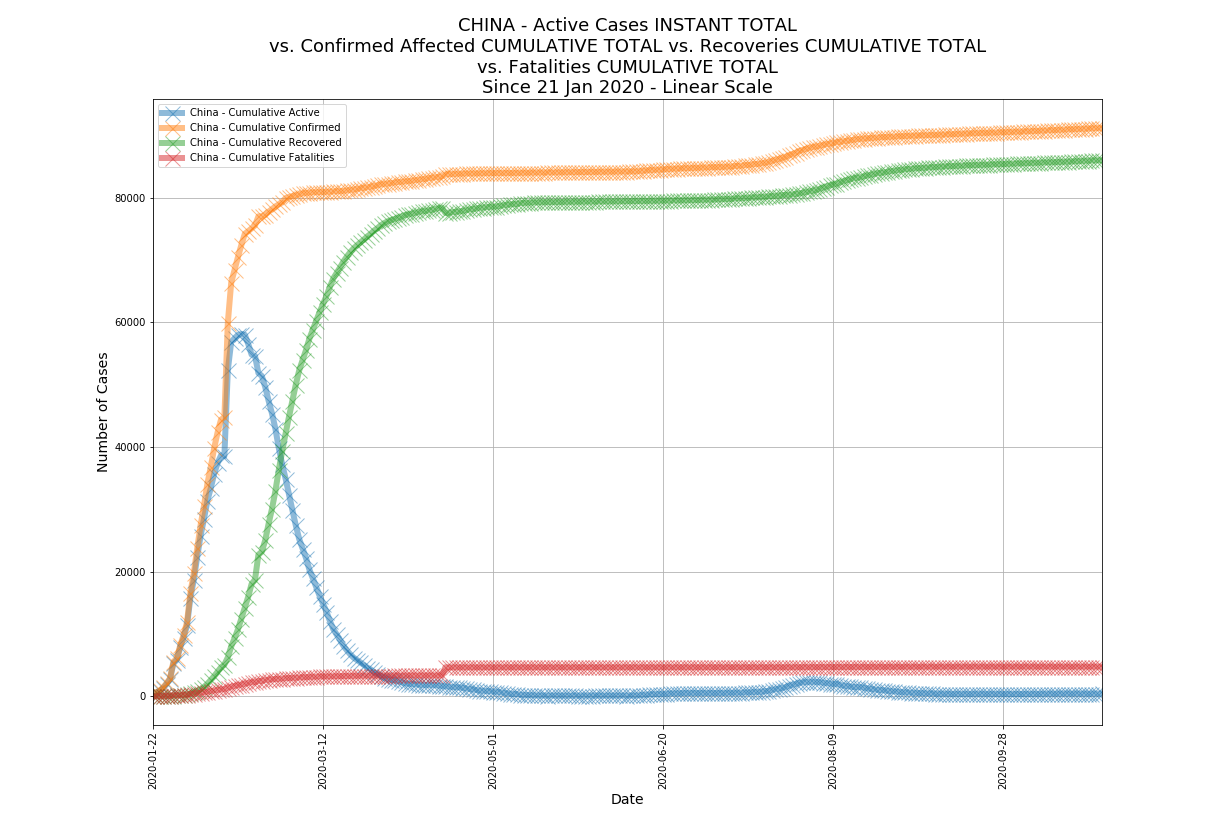 CHINA - Active Cases INSTANT TOTAL
vs. Confirmed Affected CUMULATIVE TOTAL vs. Recoveries CUMULATIVE TOTAL
vs. Fatalities CUMULATIVE TOTAL
Since 21 Jan 2020 - Linear Scale
China - Cumulative Active
China - Cumulative Confirmed
China - Cumulative Recovered
China - Cumulative Fatalities
Number of Cases
80000
60000
40000
20000
0
2020-01-22
2020-03-12
2020-05-01
2020-06-20
2020-08-09
2020-09-28
Date